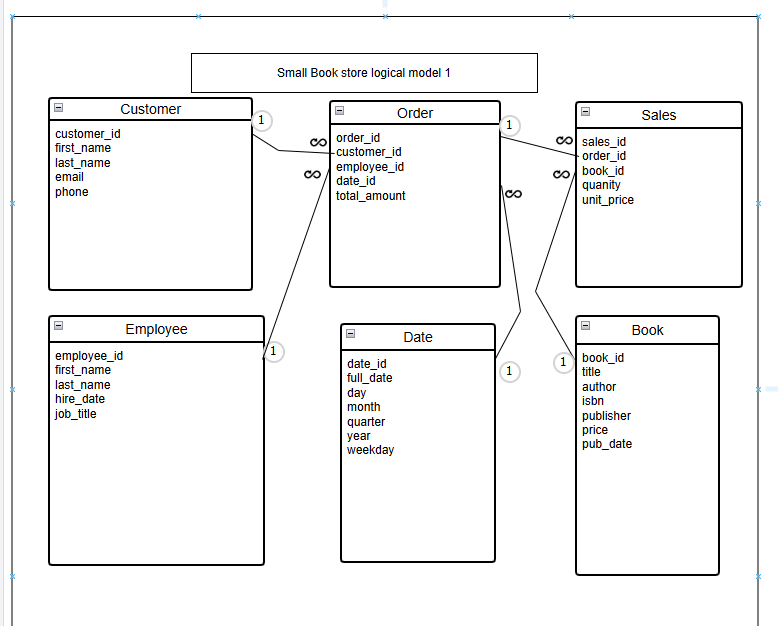 Small Book store logical model 1
Customer
customer_id
first_name
last_name
email
phone
1
∞
Order
order_id
customer_id
employee_id
date_id
total_amount
∞
1
∞
Sales
sales_id
order_id
book_id
quanity
unit_price
∞
∞
Employee
employee_id
first_name
last_name
hire_date
job_title
1
Date
date_id
full_date
day
month
quarter
year
weekday
1
Book
book_id
title
author
isbn
publisher
price
pub_date
1